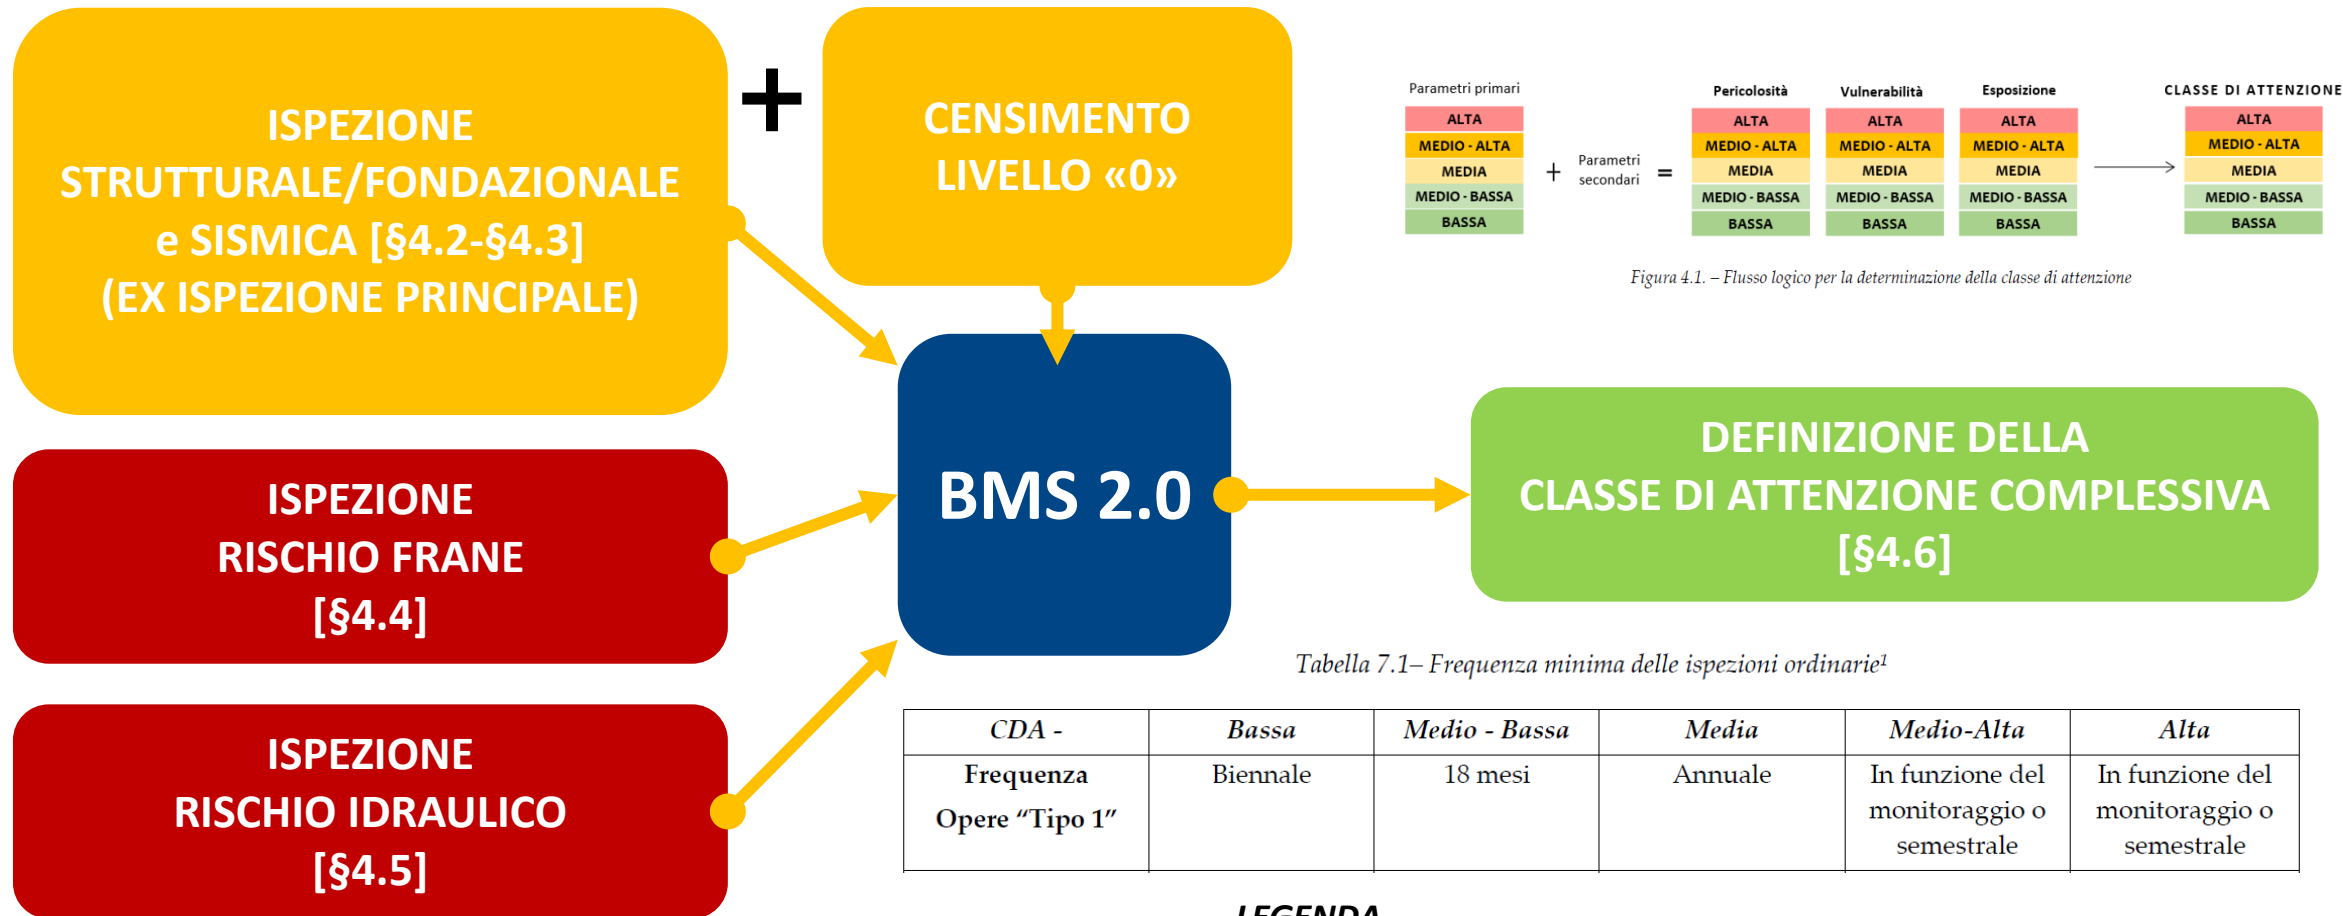 ISPEZIONE
STRUTTURALE/FONDAZIONALE
e SISMICA [§4.2-§4.3]
(EX ISPEZIONE PRINCIPALE)
+
CENSIMENTO
LIVELLO «0»
Parametri primari
ALTA
MEDIO - ALTA
MEDIA
MEDIO - BASSA
BASSA
+
Parametri
secondari
=
Pericolosità
ALTA
MEDIO - ALTA
MEDIA
MEDIO - BASSA
BASSA
Vulnerabilità
ALTA
MEDIO - ALTA
MEDIA
MEDIO - BASSA
BASSA
Esposizione
ALTA
MEDIO - ALTA
MEDIA
MEDIO - BASSA
BASSA
CLASSE DI ATTENZIONE
ALTA
MEDIO - ALTA
MEDIA
MEDIO - BASSA
BASSA
Figura 4.1. – Flusso logico per la determinazione della classe di attenzione
ISPEZIONE
RISCHIO FRANE
[§4.4]
BMS 2.0
DEFINIZIONE DELLA
CLASSE DI ATTENZIONE COMPLESSIVA
[§4.6]
ISPEZIONE
RISCHIO IDRAULICO
[§4.5]
Tabella 7.1– Frequenza minima delle ispezioni ordinarie¹
CDA - Bassa Medio - Bassa Media Medio-Alta Alta
Frequenza
Opere “Tipo 1”
Biennale
18 mesi
Annuale
In funzione del
monitoraggio o
semestrale
In funzione del
monitoraggio o
semestrale
LEGENDA